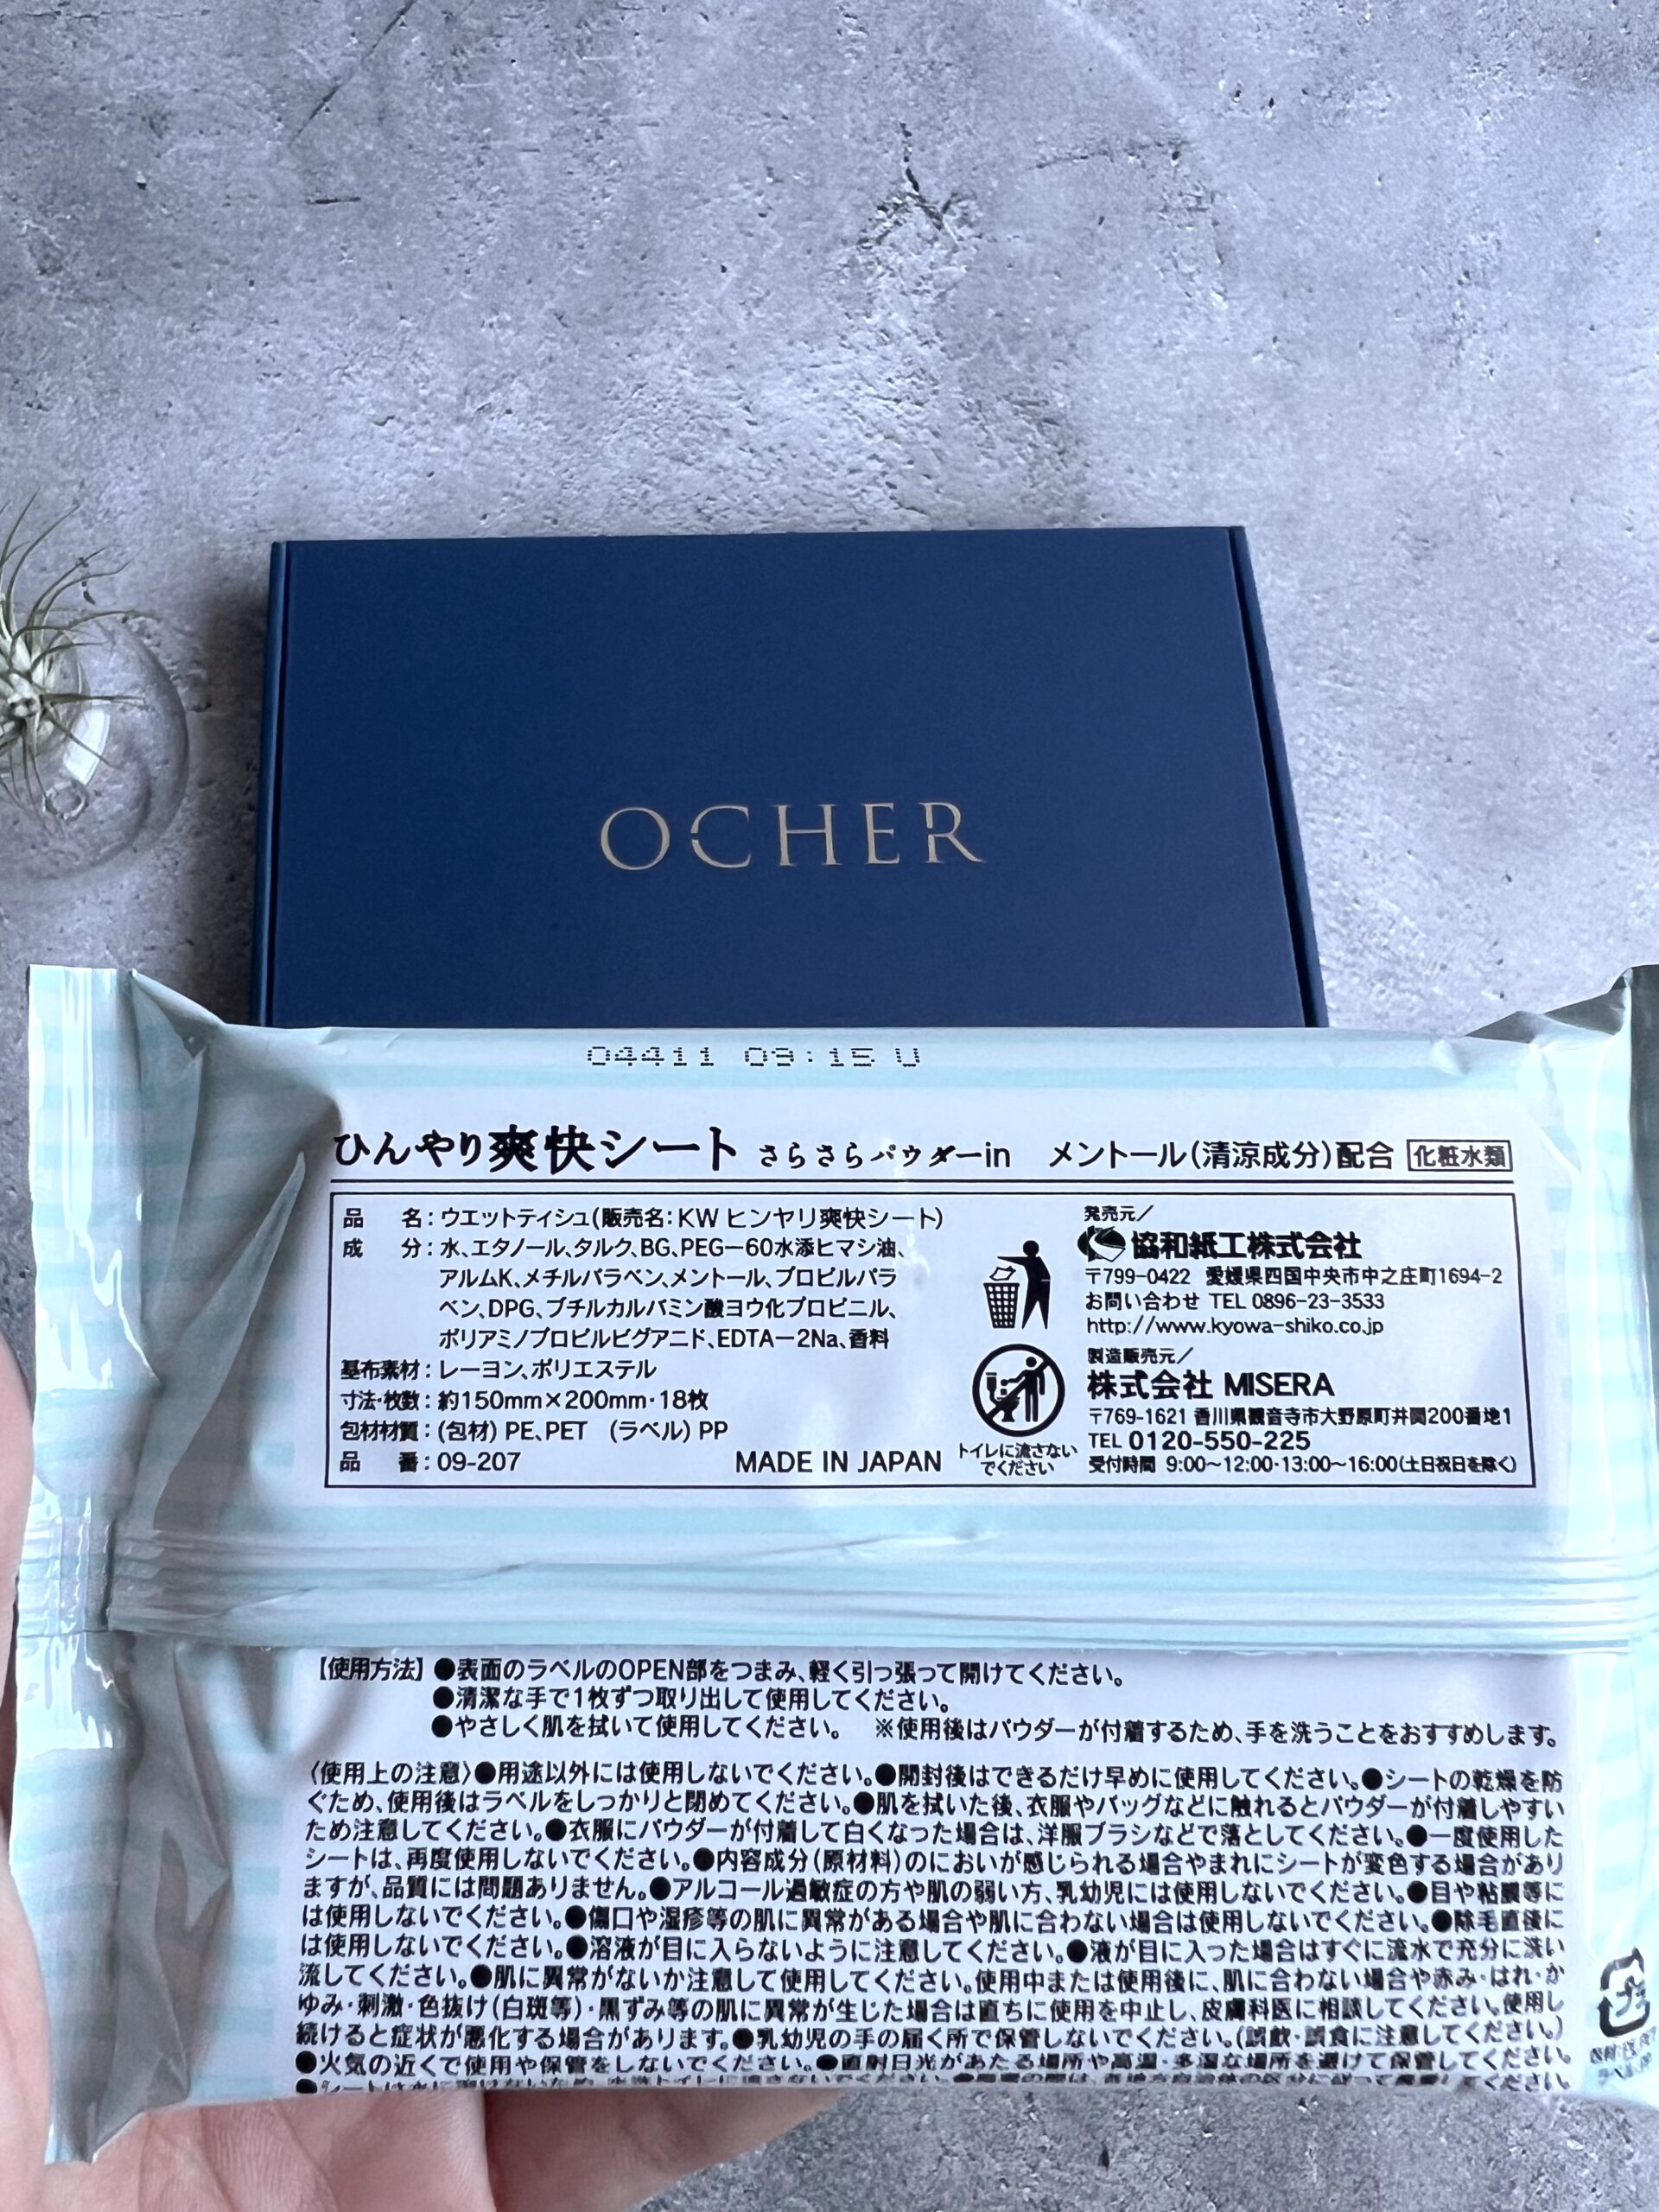 OCHER
04411 09:15 U
ひんやり爽快シート さらさらパウダーin メントール(清涼成分)配合 化粧水類
品 名:ウエットティシュ(販売名:KW ヒンヤリ爽快シート)
成 分:水、エタノール、タルク、BG、PEG-60水添ヒマシ油、
アルムK、メチルパラベン、メントール、プロピルパラ
ベン、DPG、ブチルカルバミン酸ヨウ化プロピニル、
ポリアミノプロピルビグアニド、EDTA-2Na、香料
基布素材:レーヨン、ポリエステル
寸法・枚数:約150mm×200mm・18枚
包材材質:(包材) PE、PET (ラベル) PP
品 番:09-207
MADE IN JAPAN
トイレに流さない
でください
発売元/
協和紙工株式会社
〒799-0422 愛媛県四国中央市中之庄町1694-2
お問い合わせ TEL 0896-23-3533
http://www.kyowa-shiko.co.jp
製造販売元/
株式会社 MISERA
〒769-1621 香川県観音寺市大野原町井関200番地1
TEL 0120-550-225
受付時間 9:00~12:00・13:00~16:00(土日祝日を除く)
【使用方法】●表面のラベルのOPEN部をつまみ、軽く引っ張って開けてください。
●清潔な手で1枚ずつ取り出して使用してください。
●やさしく肌を拭いて使用してください。 ※使用後はパウダーが付着するため、手を洗うことをおすすめします。
〈使用上の注意〉●用途以外には使用しないでください。●開封後はできるだけ早めに使用してください。●シートの乾燥を防
ぐため、使用後はラベルをしっかりと閉めてください。●肌を拭いた後、衣服やバッグなどに触れるとパウダーが付着しやすい
ため注意してください。●衣服にパウダーが付着して白くなった場合は、洋服ブラシなどで落としてください。●一度使用した
シートは、再度使用しないでください。●内容成分(原材料)のにおいが感じられる場合やまれにシートが変色する場合があり
ますが、品質には問題ありません。●アルコール過敏症の方や肌の弱い方、乳幼児には使用しないでください。●目や粘膜等に
は使用しないでください。●傷口や湿疹等の肌に異常がある場合や肌に合わない場合は使用しないでください。●除毛直後に
は使用しないでください。●溶液が目に入らないように注意してください。●液が目に入った場合はすぐに流水で充分に洗い
流してください。●肌に異常がないか注意して使用してください。使用中または使用後に、肌に合わない場合や赤み・はれ・か
ゆみ・刺激・色抜け(白斑等)・黒ずみ等の肌に異常が生じた場合は直ちに使用を中止し、皮膚科医に相談してください。使用し
続けると症状が悪化する場合があります。●乳幼児の手の届く所で保管しないでください。(誤飲・誤食に注意してください。)
●火気の近くで使用や保管をしないでください。●直射日光があたる場所や高温・多湿な場所を避けて保管してください。
プラ